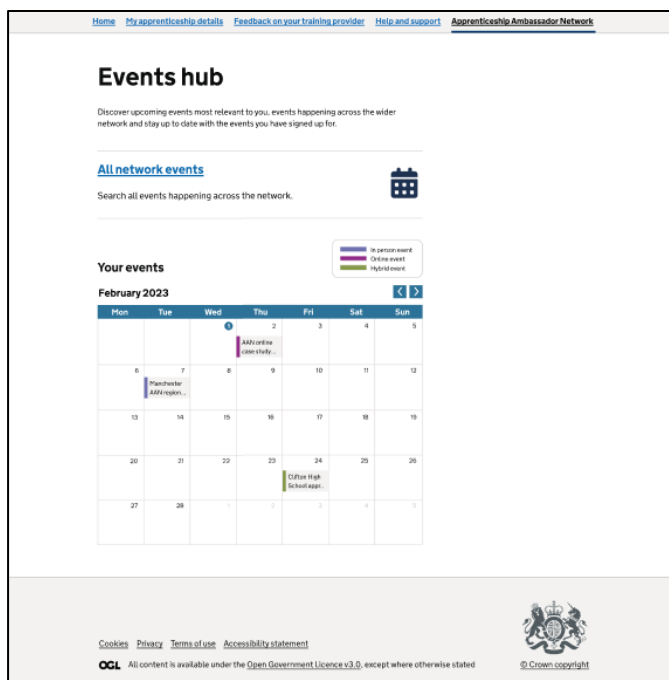 Home My apprenticeship details Feedback on your training provider Help and support Apprenticeship Ambassador Network
Events hub
Discover upcoming events most relevant to you, events happening across the wider
network and stay up to date with the events you have signed up for.
All network events
Search all events happening across the network.
In person event
Online event
Hybrid event
Your events
February 2023
Mon Tue Wed Thu Fri Sat Sun
1 2 3 4 5
AAN online
case study...
6 7 8 9 10 11 12
Manchester
AAN region...
13 14 15 16 17 18 19
20 21 22 23 24 25 26
Clifton High
School appr...
27 28 1 2 3 4 5
Cookies Privacy Terms of use Accessibility statement
OGL All content is available under the Open Government Licence v3.0, except where otherwise stated
© Crown copyright